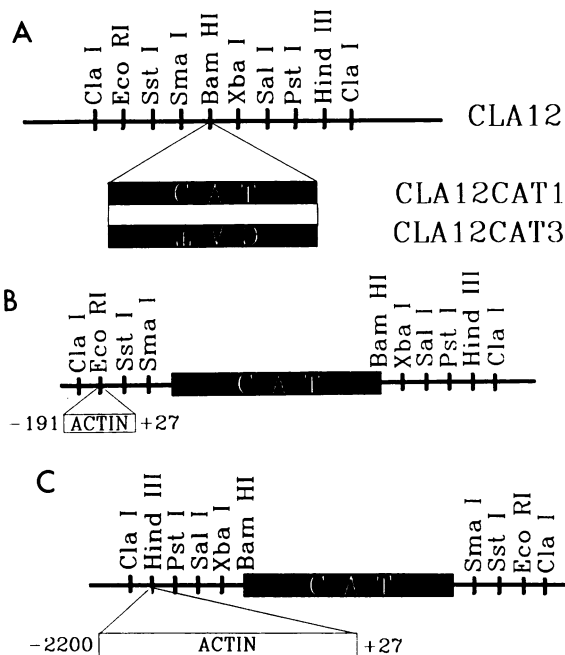 A
Cla I
Eco RI
Sst I
Sma I
Bam HI
Xba I
Sal I
Pst I
Hind III
Cla I
CLA12
CAT
CLA12CAT1
CAT
CLA12CAT3
B
Cla I
Eco RI
Sst I
Sma I
CAT
Bam HI
Xba I
Sal I
Pst I
Hind III
Cla I
-191 ACTIN +27
C
Cla I
Hind III
Pst I
Sal I
Xba I
Bam HI
CAT
Sma I
Sst I
Eco RI
Cla I
-2200 ACTIN +27